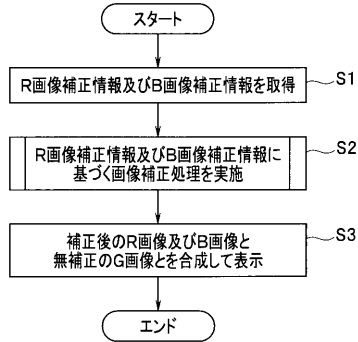 スタート
R画像補正情報及びB画像補正情報を取得
S1
R画像補正情報及びB画像補正情報に
基づく画像補正処理を実施
S2
補正後のR画像及びB画像と
無補正のG画像とを合成して表示
S3
エンド